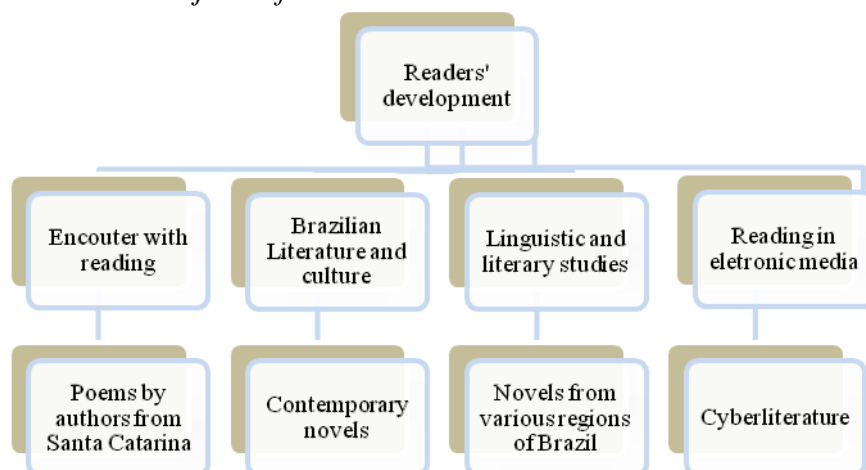 Readers'
development
Encouter with
reading
Brazilian
Literature and
culture
Linguistic and
literary studies
Reading in
eletronic media
Poems by
authors from
Santa Catarina
Contemporary
novels
Novels from
various regions
of Brazil
Cyberliterature